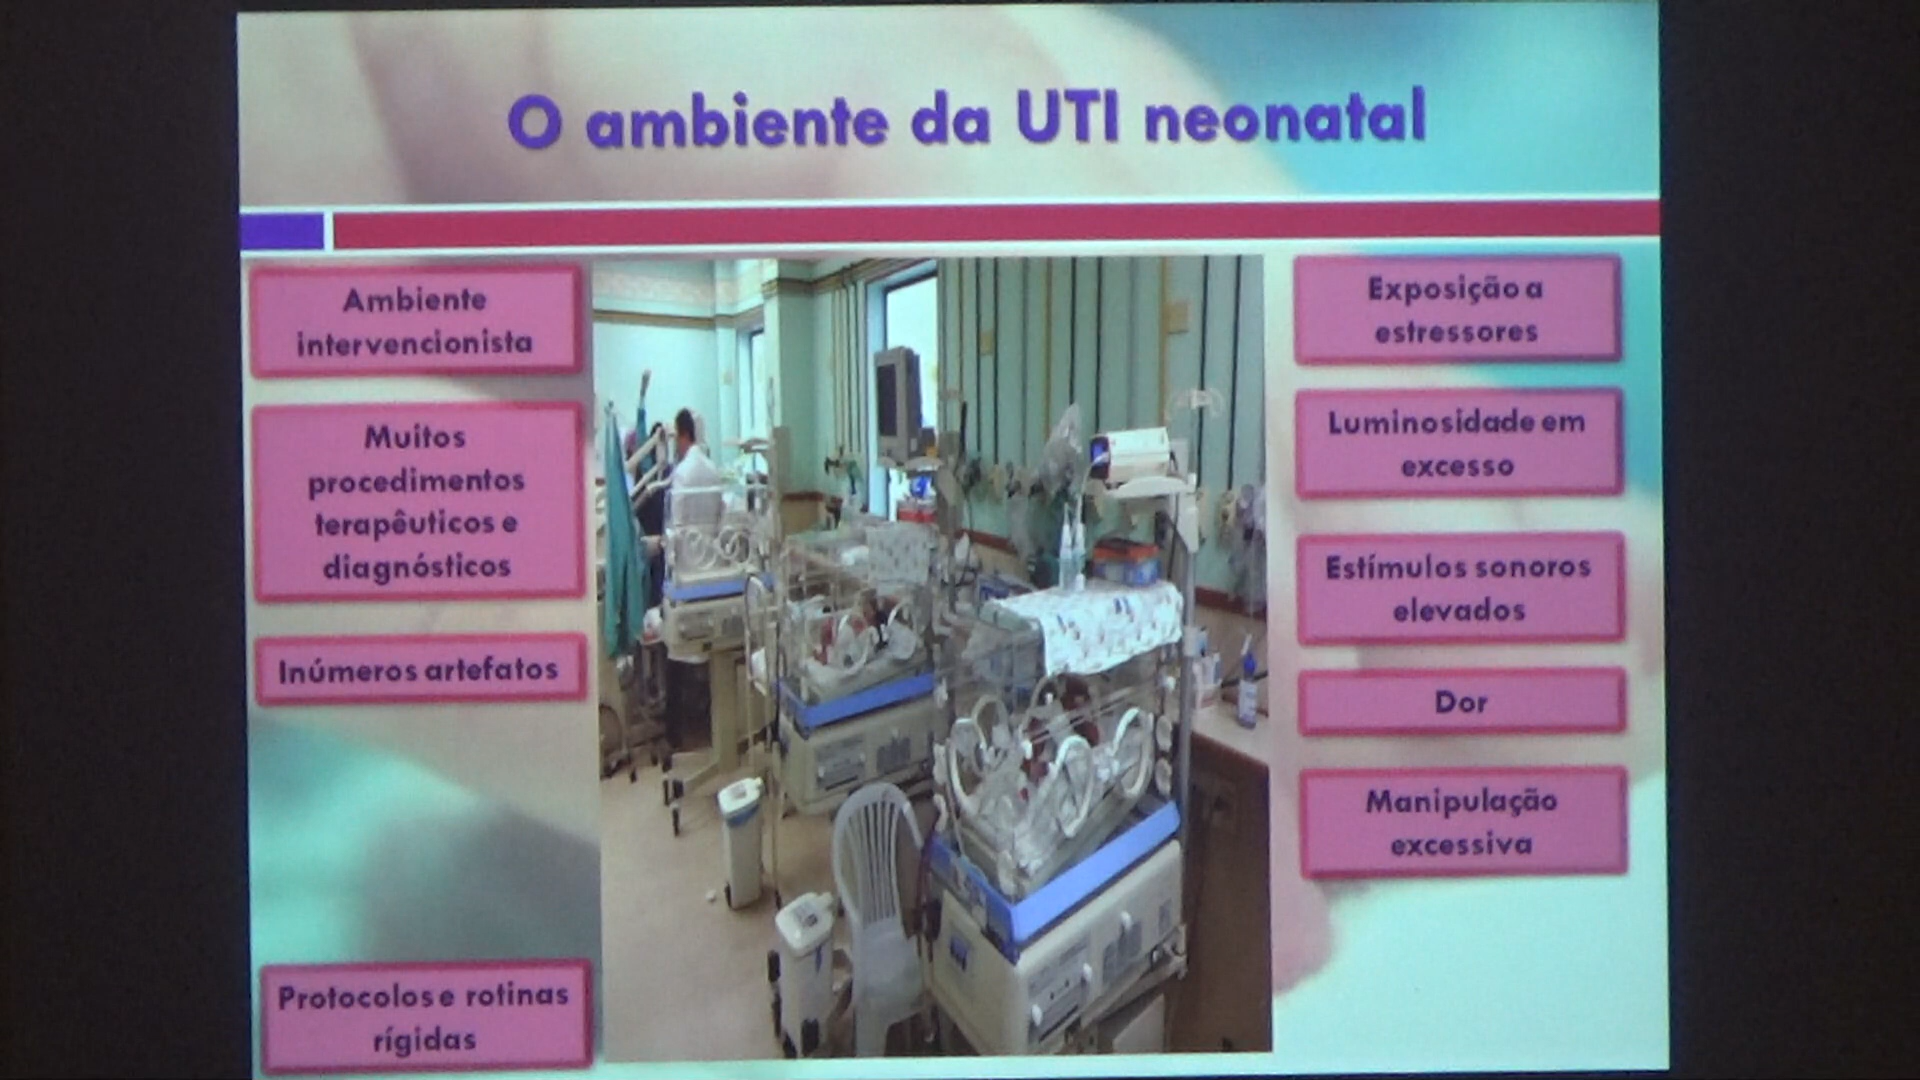 O ambiente da UTI neonatal
Ambiente
intervencionista
Muitos
procedimentos
terapêuticos e
diagnósticos
Inúmeros artefatos
Protocolos e rotinas
rígidas
Exposição a
estressores
Luminosidade em
excesso
Estímulos sonoros
elevados
Dor
Manipulação
excessiva